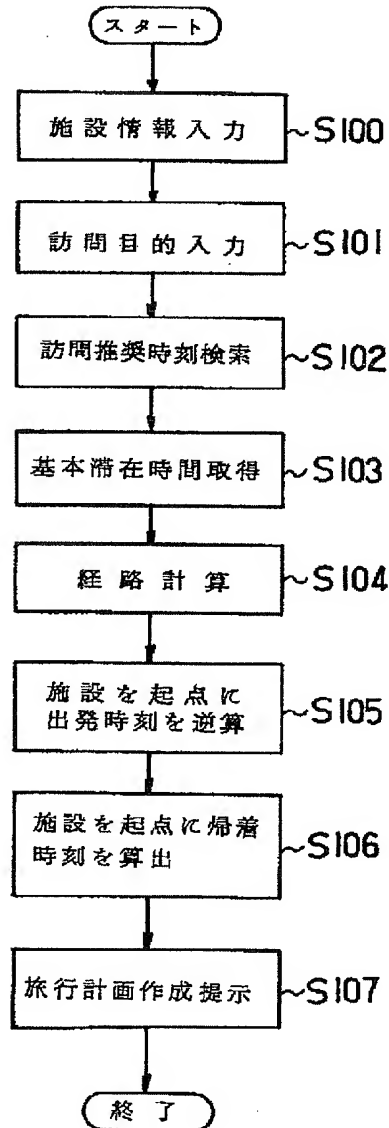 スタート
施設情報入力 ~S100
訪問目的入力 ~S101
訪問推奨時刻検索 ~S102
基本滞在時間取得 ~S103
経路計算 ~S104
施設を起点に
出発時刻を逆算 ~S105
施設を起点に帰着
時刻を算出 ~S106
旅行計画作成提示 ~S107
終了